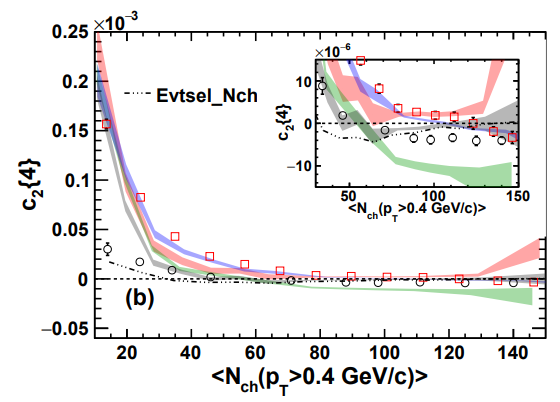 ×10⁻³
0.25
0.2
0.15
0.1
0.05
0
−0.05
c₂{4}
Evtsel_Nch
(b)
20 40 60 80 100 120 140
<N_ch(p_T>0.4 GeV/c)>
×10⁻⁶
10
0
−10
c₂{4}
50 100 150
<N_ch(p_T>0.4 GeV/c)>